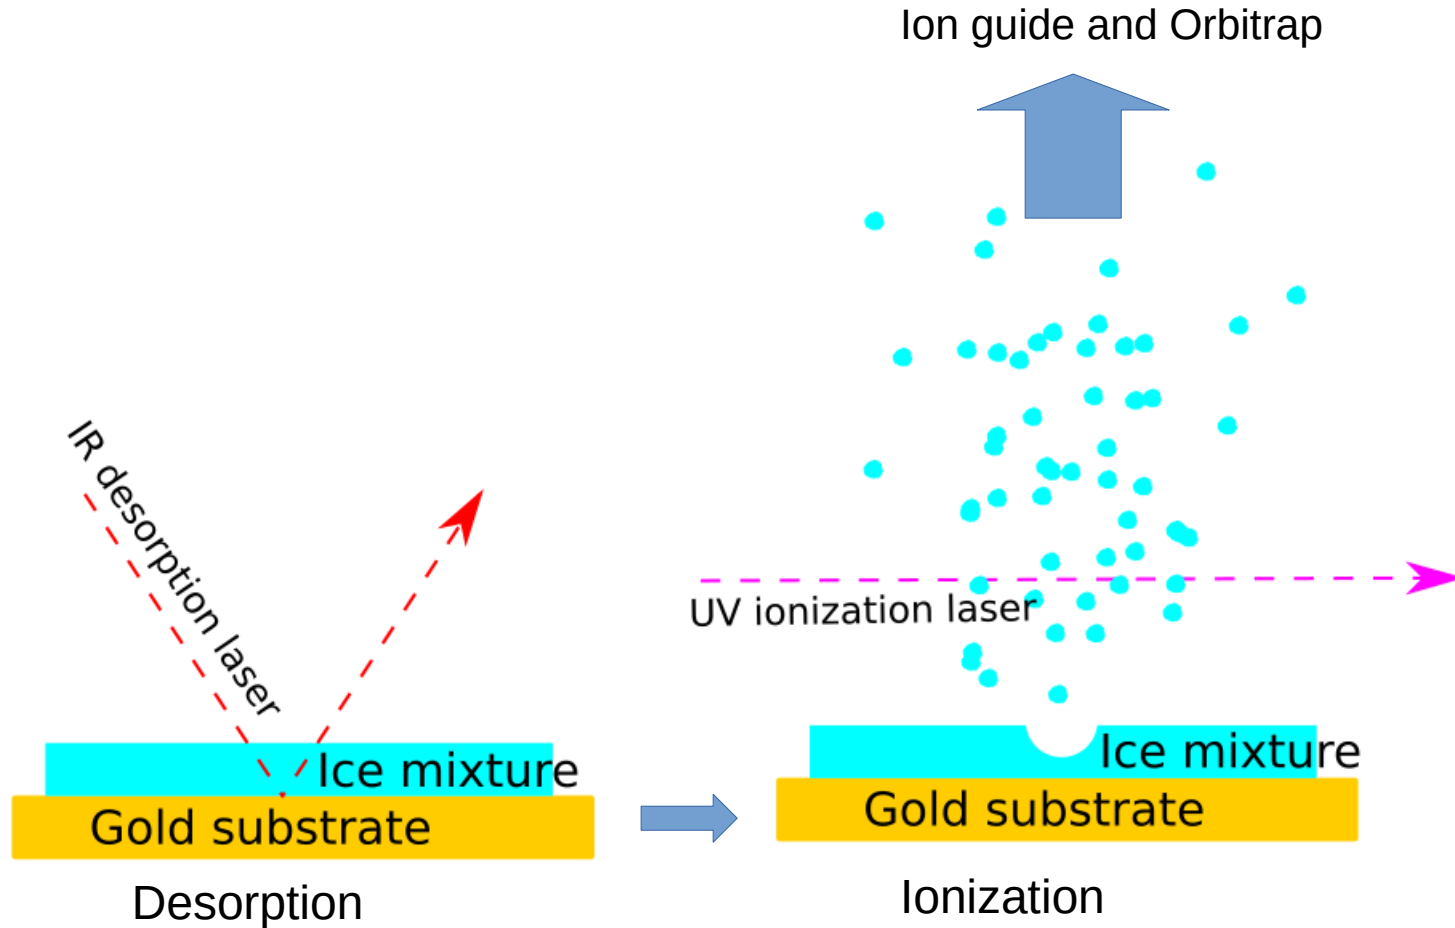 Ion guide and Orbitrap
IR desorption laser
UV ionization laser
Ice mixture
Gold substrate
Desorption
Ice mixture
Gold substrate
Ionization